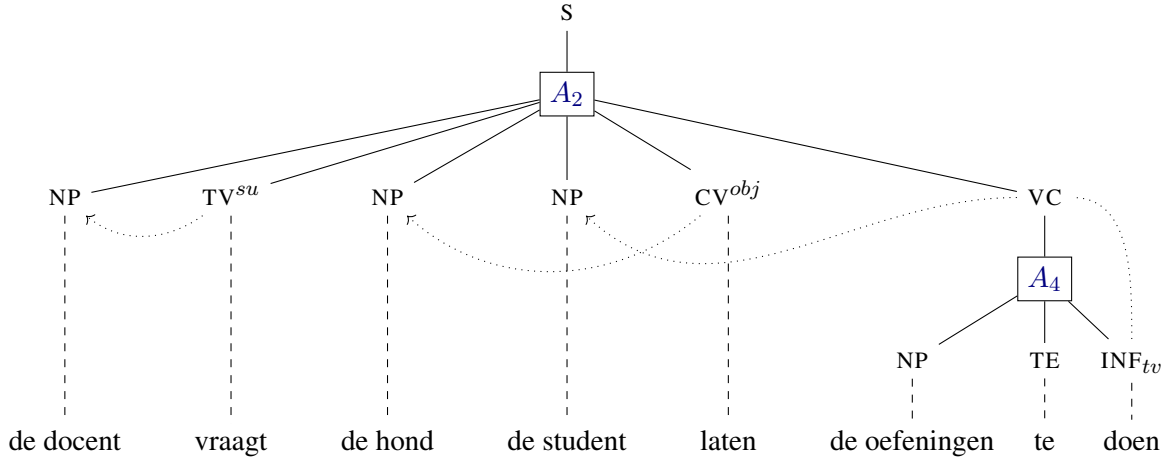 S
A₂
NP TVˢᵘ NP NP CVᵒᵇʲ VC
A₄
NP TE INF_tv
de docent vraagt de hond de student laten de oefeningen te doen